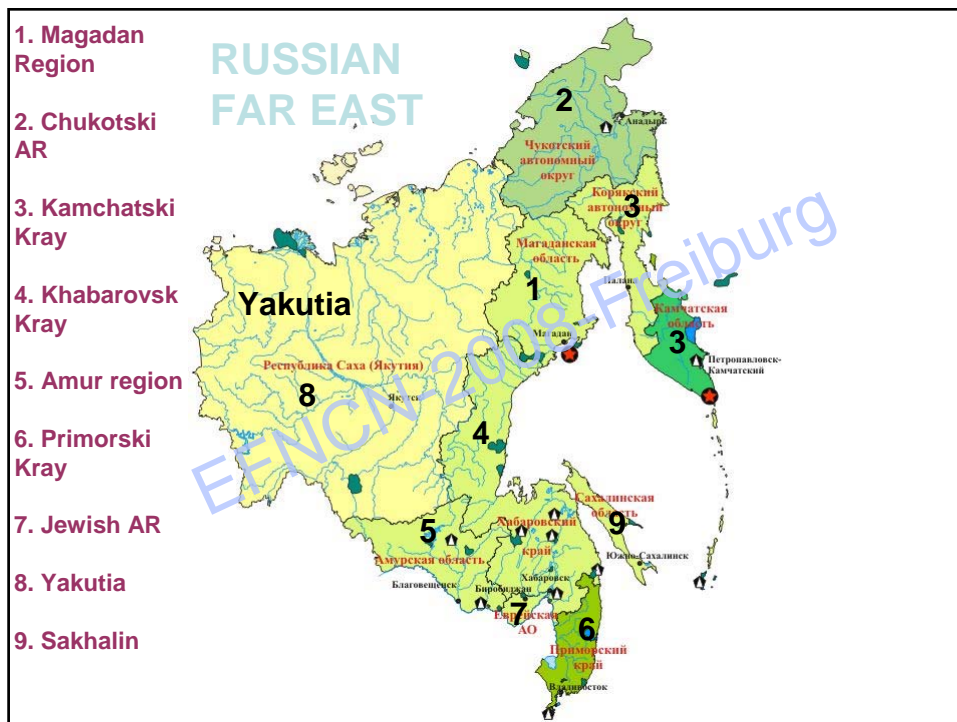 1. Magadan
Region
2. Chukotski
AR
3. Kamchatski
Kray
4. Khabarovsk
Kray
5. Amur region
6. Primorski
Kray
7. Jewish AR
8. Yakutia
9. Sakhalin
RUSSIAN
FAR EAST
2
Анадырь
Чукотский
автономный
округ
Корякский
автономный
округ
3
Магаданская
область
1
Палана
Магадан
Камчатская
область
3
Петропавловск-
Камчатский
Yakutia
Республика Саха (Якутия)
8
Якутск
4
Сахалинская
область
9
Южно-Сахалинск
5
Амурская область
Благовещенск
Хабаровский
край
Хабаровск
Биробиджан
7
Еврейская
АО
6
Приморский
край
Владивосток
EFNCN-2008-Freiburg